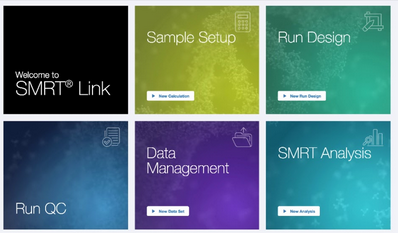 Welcome to
SMRT® Link
Sample Setup
New Calculation
Run Design
New Run Design
Run QC
Data
Management
New Data Set
SMRT Analysis
New Analysis